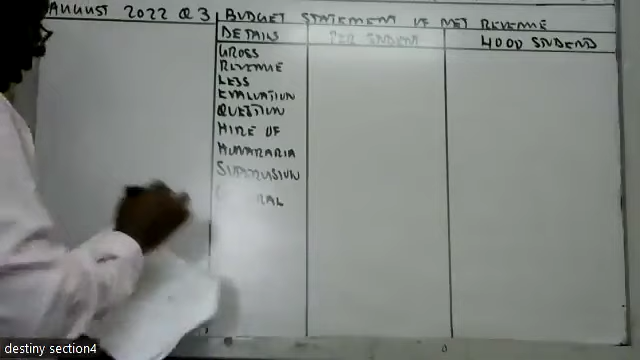 AUGUST 2022 Q3 BUDGET STATEMENT OF NET REVENUE
DETAILS PER STUDENT 4000 STUDENTS
GROSS
REVENUE
LESS
EVALUATION
QUESTION
HIRE OF
HONARARIA
SUPERVISION
destiny section4